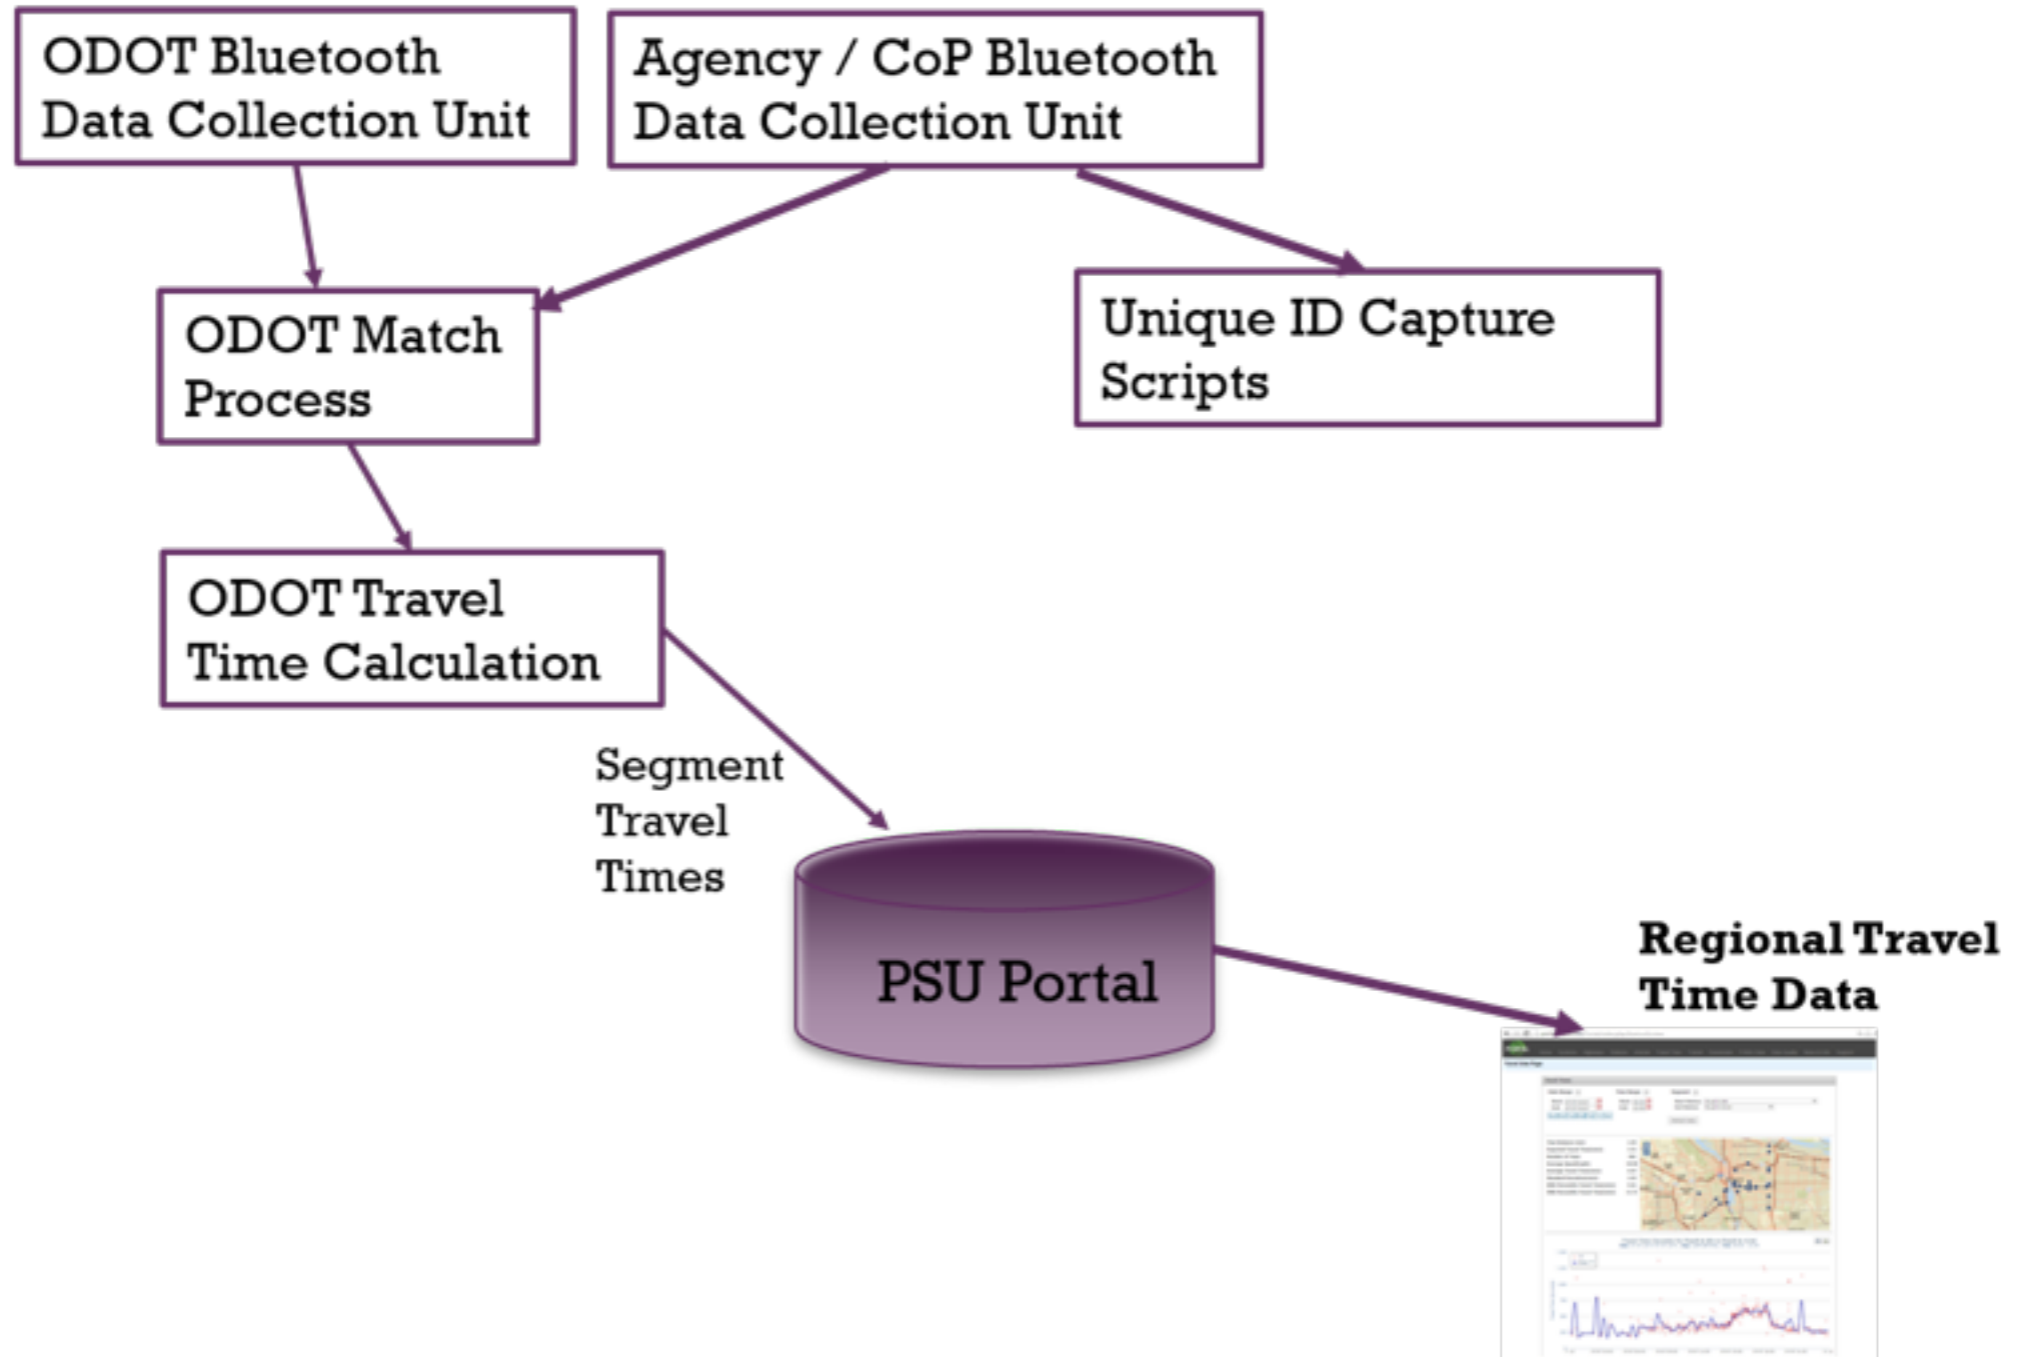 ODOT Bluetooth
Data Collection Unit
Agency / CoP Bluetooth
Data Collection Unit
ODOT Match
Process
Unique ID Capture
Scripts
ODOT Travel
Time Calculation
Segment
Travel
Times
PSU Portal
Regional Travel
Time Data